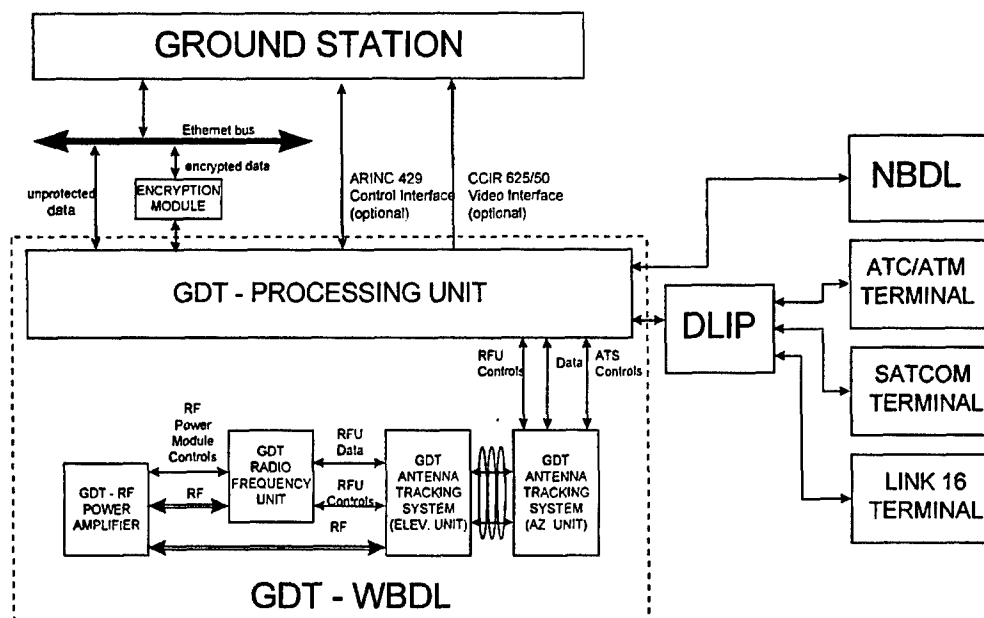 GROUND STATION
Ethernet bus
unprotected
data
encrypted data
ENCRYPTION
MODULE
ARINC 429
Control Interface
(optional)
CCIR 625/50
Video Interface
(optional)
NBDL
GDT - PROCESSING UNIT
DLIP
ATC/ATM
TERMINAL
SATCOM
TERMINAL
LINK 16
TERMINAL
RFU
Controls
Data
ATS
Controls
RF
Power
Module
Controls
GDT
RADIO
FREQUENCY
UNIT
RFU
Data
RFU
Controls
GDT
ANTENNA
TRACKING
SYSTEM
(ELEV. UNIT)
GDT
ANTENNA
TRACKING
SYSTEM
(AZ UNIT)
GDT - RF
POWER
AMPLIFIER
RF
RF
GDT - WBDL